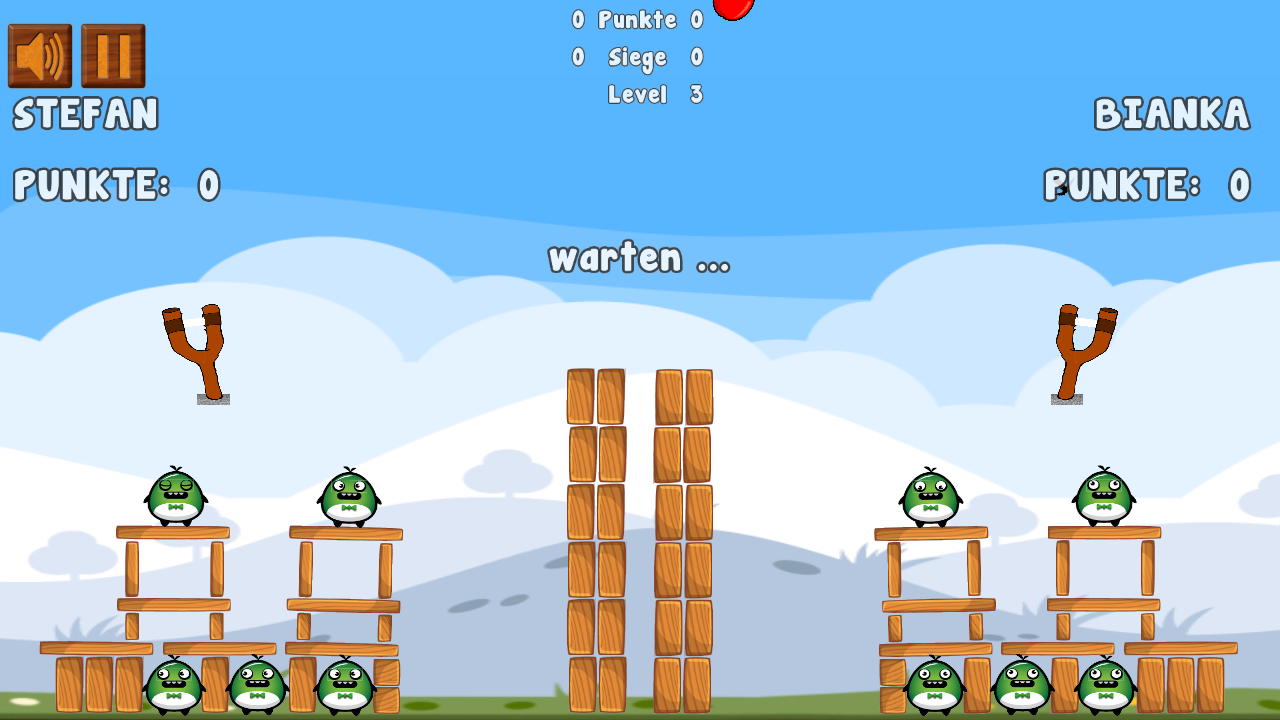 0 Punkte 0
0 Siege 0
Level 3
STEFAN
BIANKA
PUNKTE: 0
PUNKTE: 0
warten ...